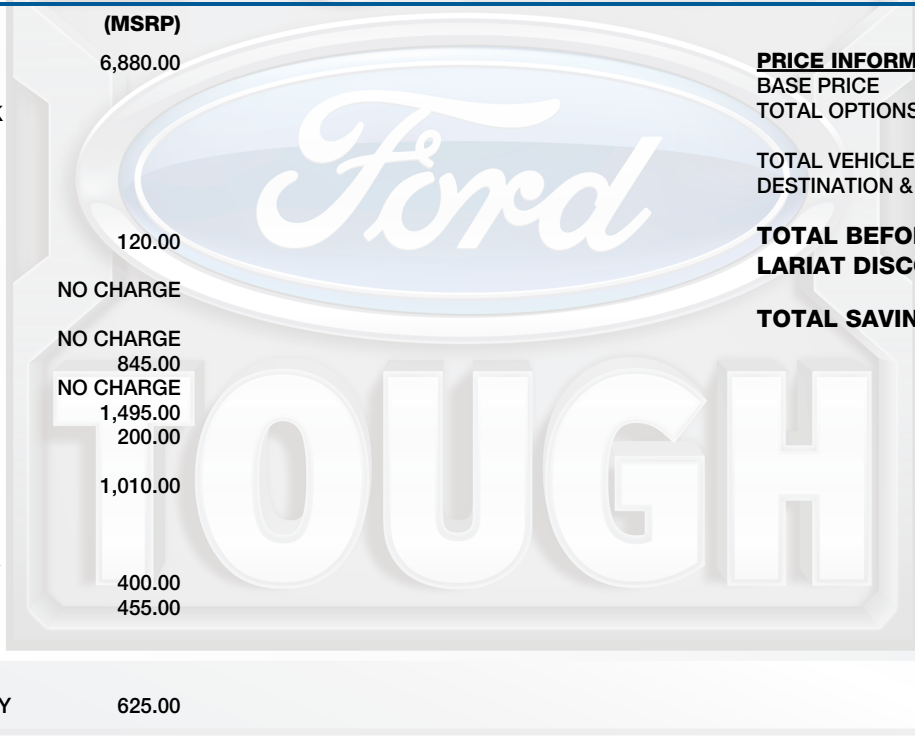 (MSRP)
6,880.00
K
120.00
NO CHARGE
NO CHARGE
845.00
NO CHARGE
1,495.00
200.00
1,010.00
400.00
455.00
Y 625.00
PRICE INFORM
BASE PRICE
TOTAL OPTIONS
TOTAL VEHICLE
DESTINATION &
TOTAL BEFO
LARIAT DISC
TOTAL SAVIN
Ford
TOUGH